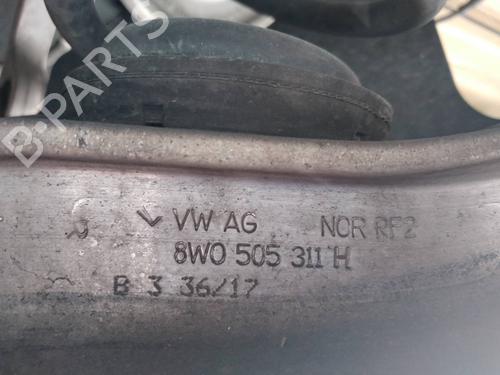 B-PARTS
VW AG NOR RF2
8W0 505 311 H
B 3 36/17